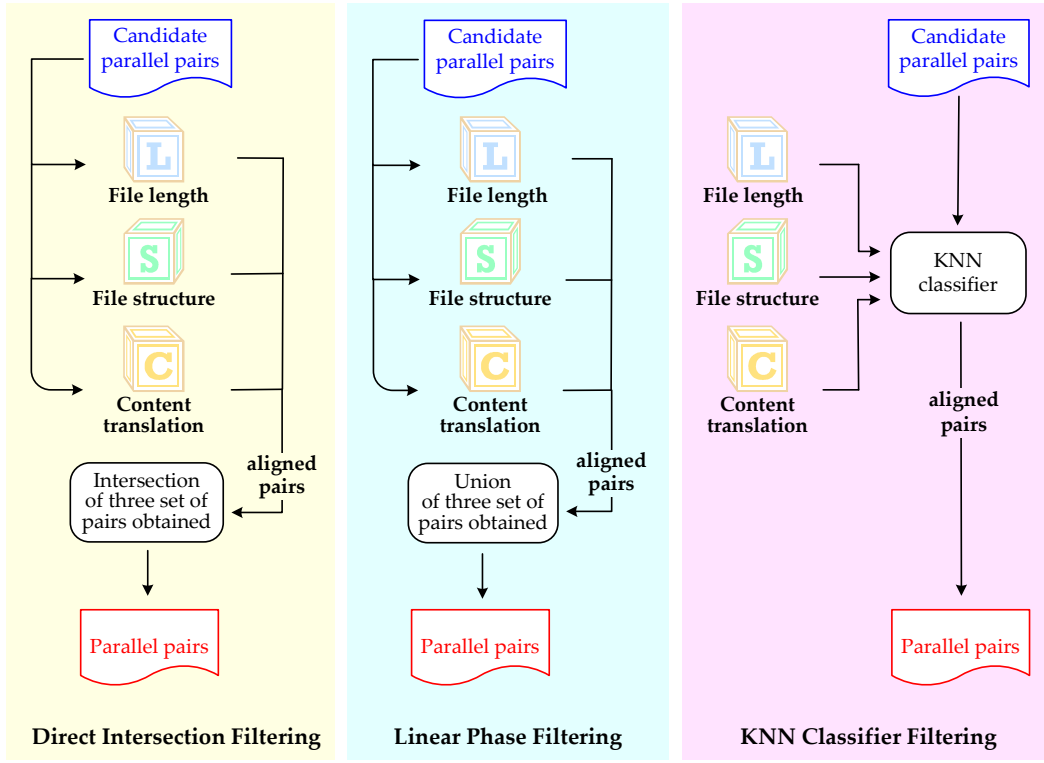 Candidate
parallel pairs
L
File length
S
File structure
C
Content
translation
aligned
pairs
Intersection
of three set of
pairs obtained
Parallel pairs
Direct Intersection Filtering
Candidate
parallel pairs
L
File length
S
File structure
C
Content
translation
aligned
pairs
Union
of three set of
pairs obtained
Parallel pairs
Linear Phase Filtering
Candidate
parallel pairs
L
File length
S
File structure
C
Content
translation
KNN
classifier
aligned
pairs
Parallel pairs
KNN Classifier Filtering